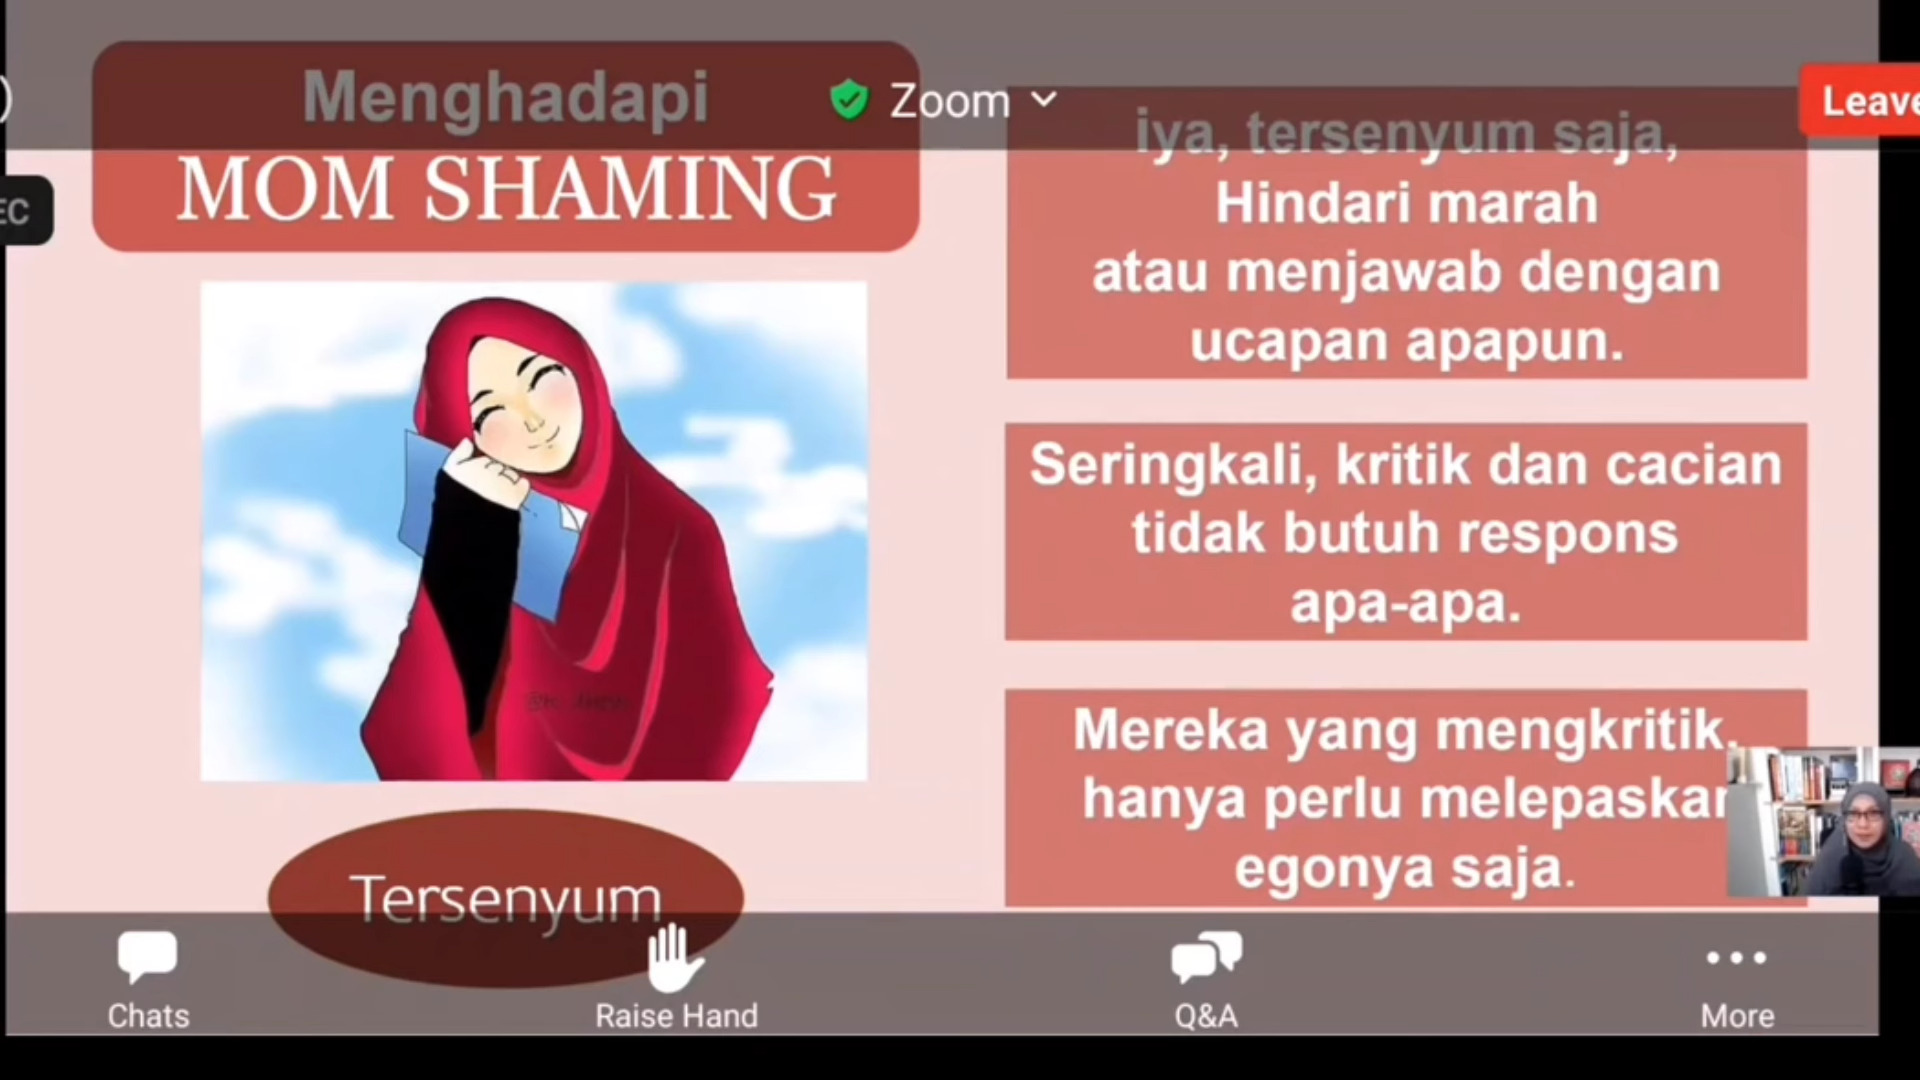 Menghadapi
MOM SHAMING
Zoom
Leave
EC
iya, tersenyum saja,
Hindari marah
atau menjawab dengan
ucapan apapun.
Seringkali, kritik dan cacian
tidak butuh respons
apa-apa.
Mereka yang mengkritik,
hanya perlu melepaskan
egonya saja.
Tersenyum
Chats
Raise Hand
Q&A
More